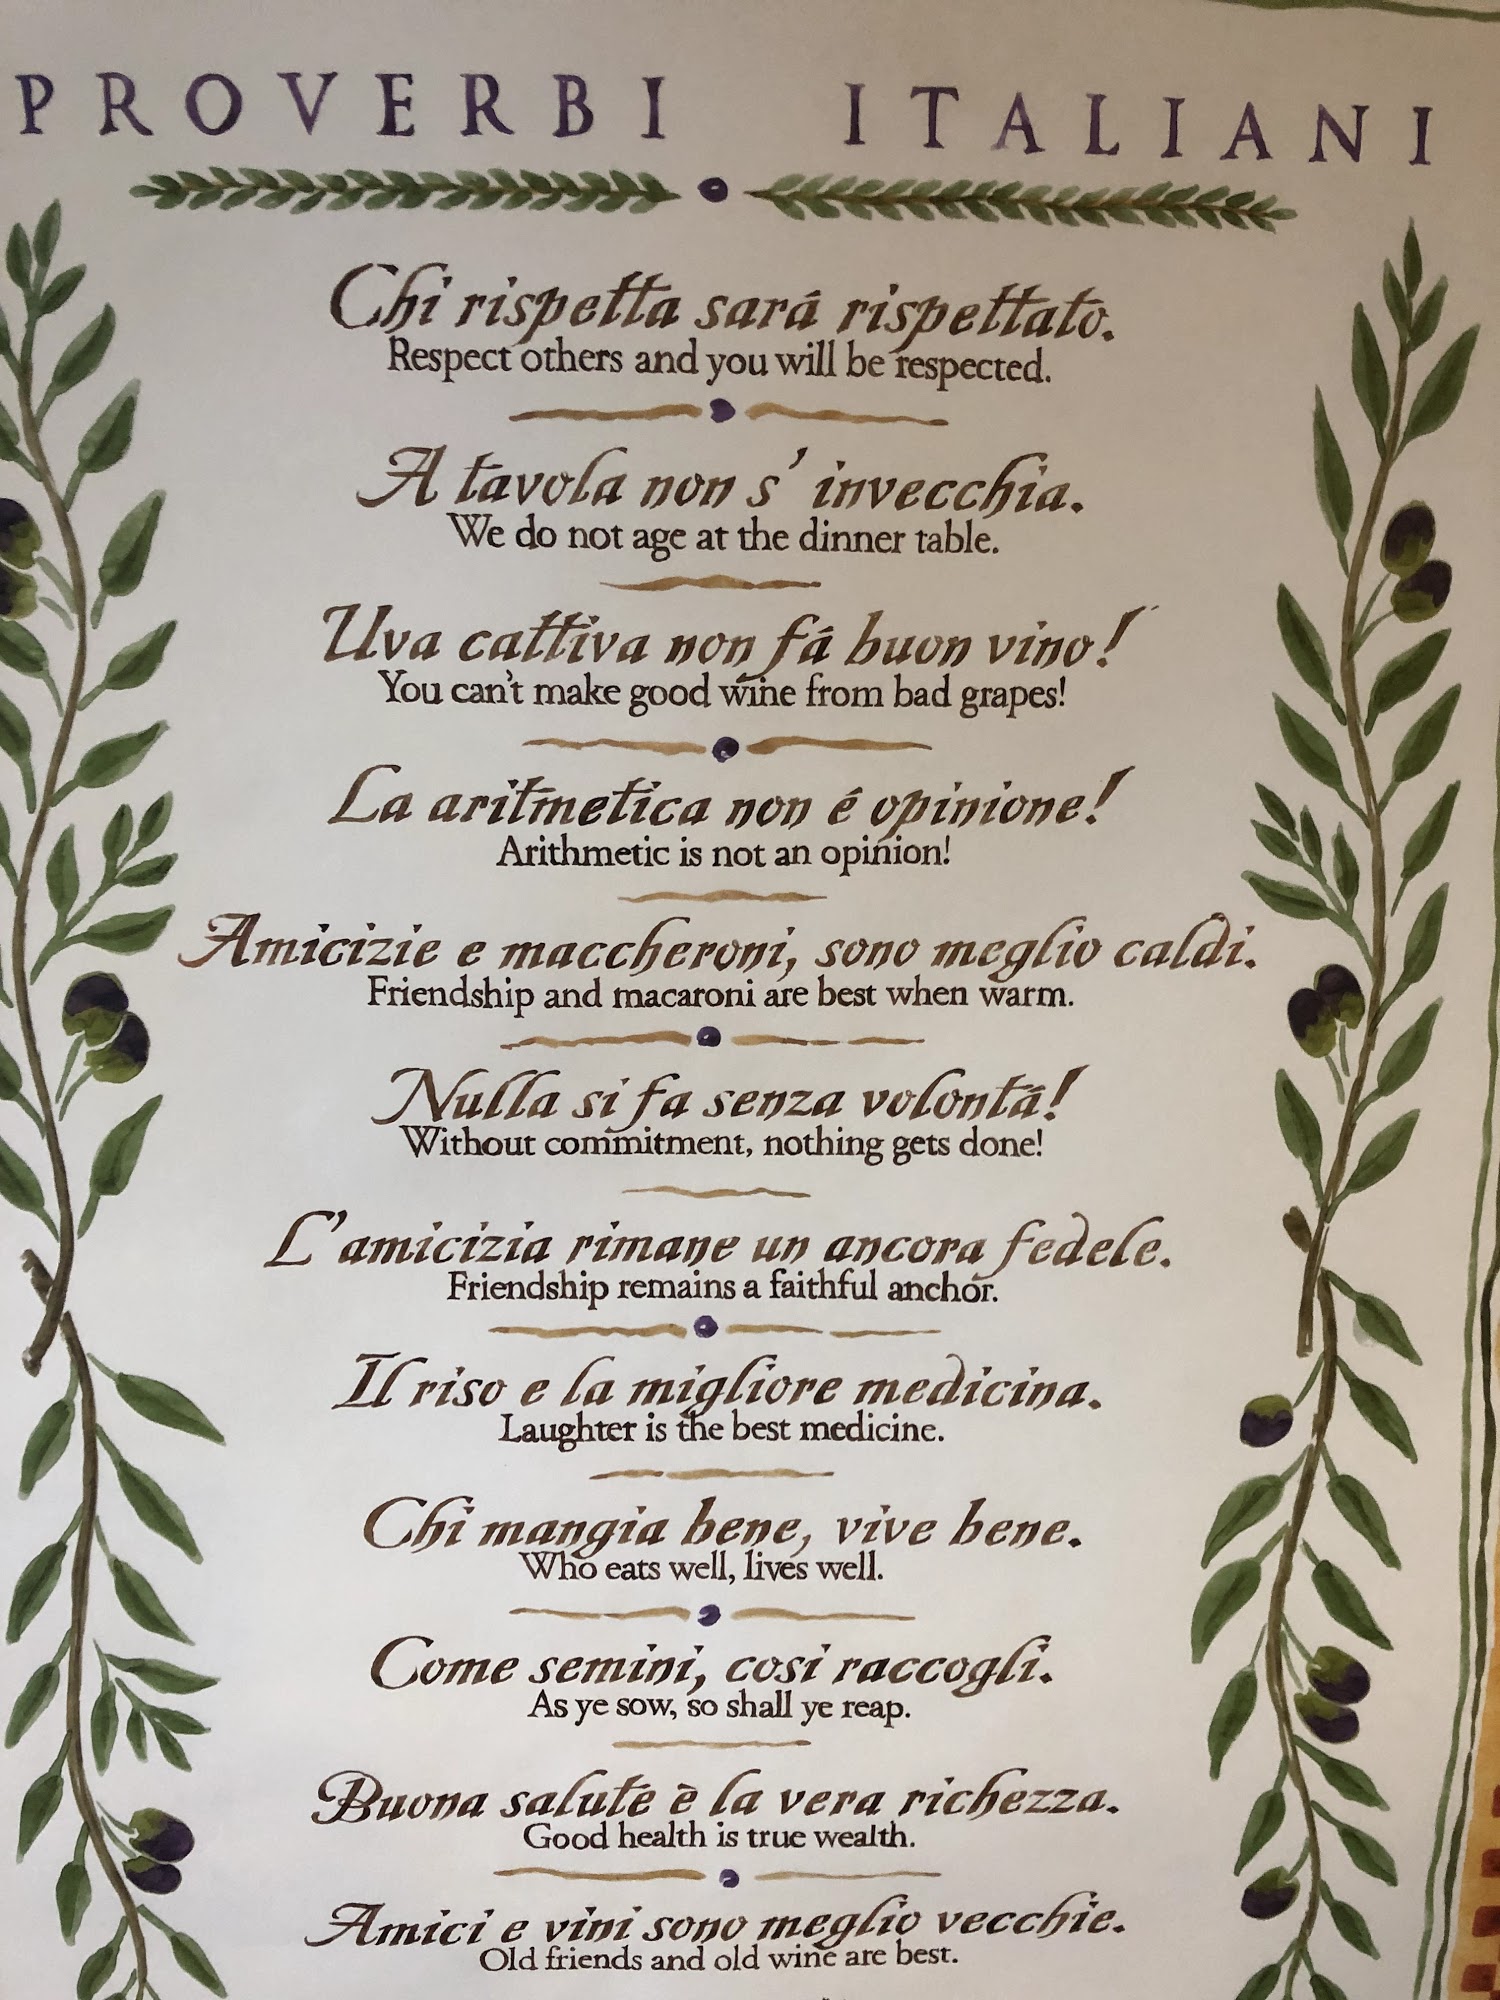 PROVERBI ITALIANI
Chi rispetta sará rispettato.
Respect others and you will be respected.
A tavola non s' invecchia.
We do not age at the dinner table.
Uva cattiva non fá buon vino!
You can't make good wine from bad grapes!
La aritmetica non é opinione!
Arithmetic is not an opinion!
Amicizie e maccheroni, sono meglio caldi.
Friendship and macaroni are best when warm.
Nulla si fa senza volontá!
Without commitment, nothing gets done!
L'amicizia rimane un ancora fedele.
Friendship remains a faithful anchor.
Il riso e la migliore medicina.
Laughter is the best medicine.
Chi mangia bene, vive bene.
Who eats well, lives well.
Come semini, cosi raccogli.
As ye sow, so shall ye reap.
Buona salute è la vera richezza.
Good health is true wealth.
Amici e vini sono meglio vecchie.
Old friends and old wine are best.